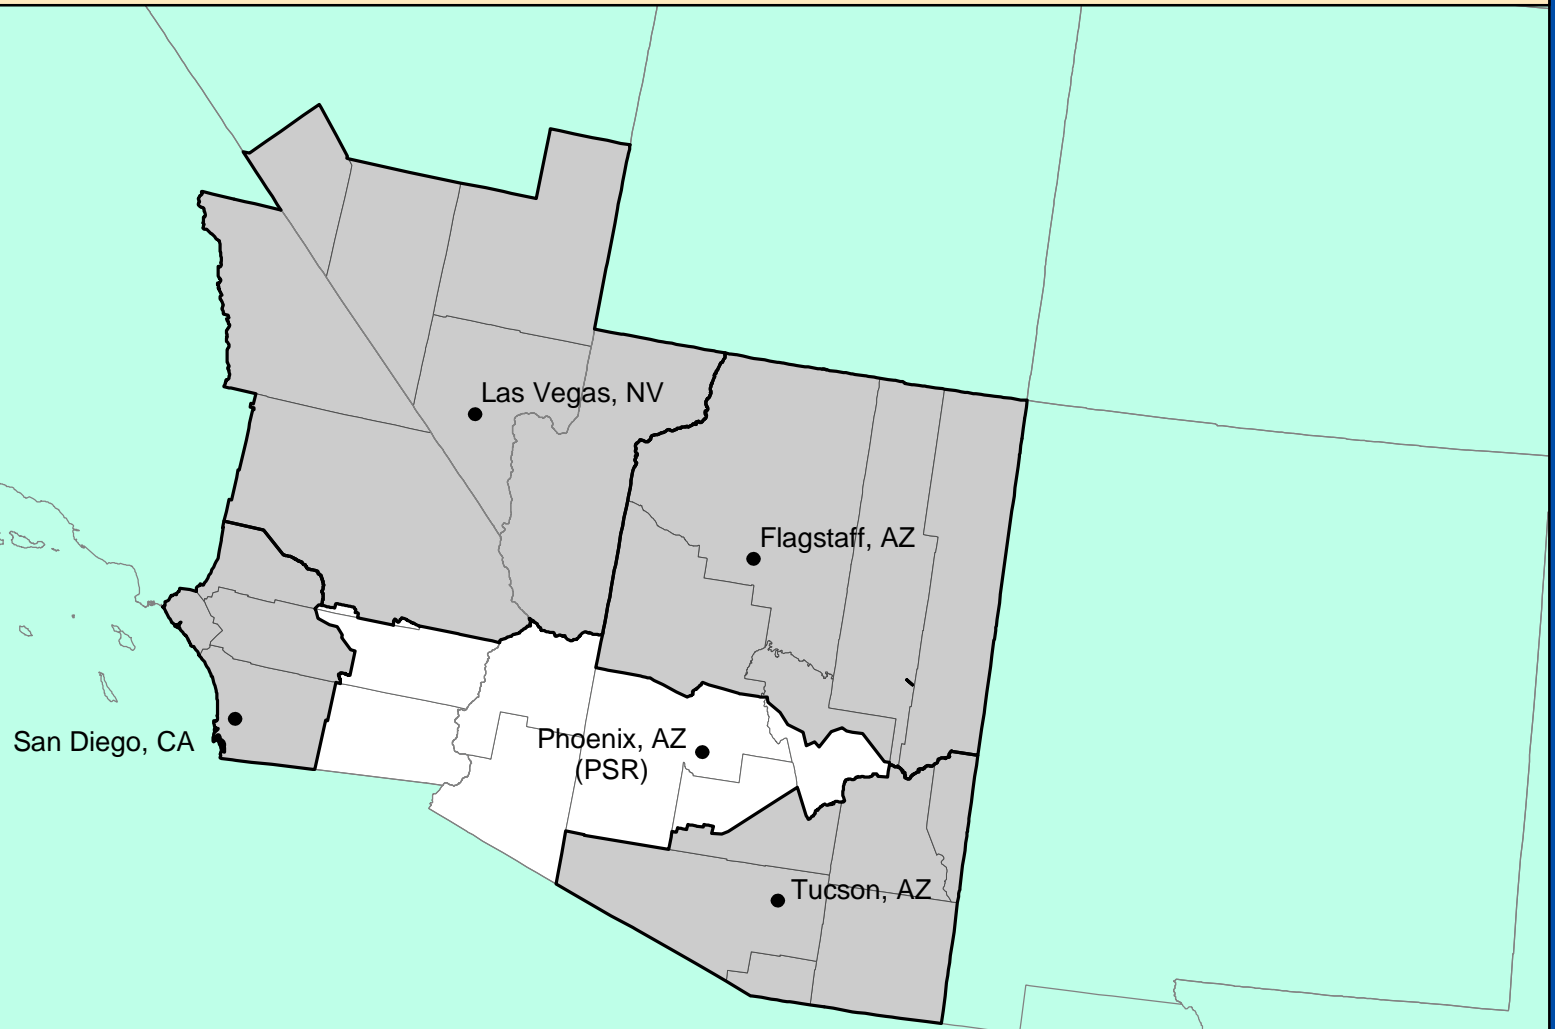 Las Vegas, NV
Flagstaff, AZ
San Diego, CA
Phoenix, AZ
(PSR)
Tucson, AZ